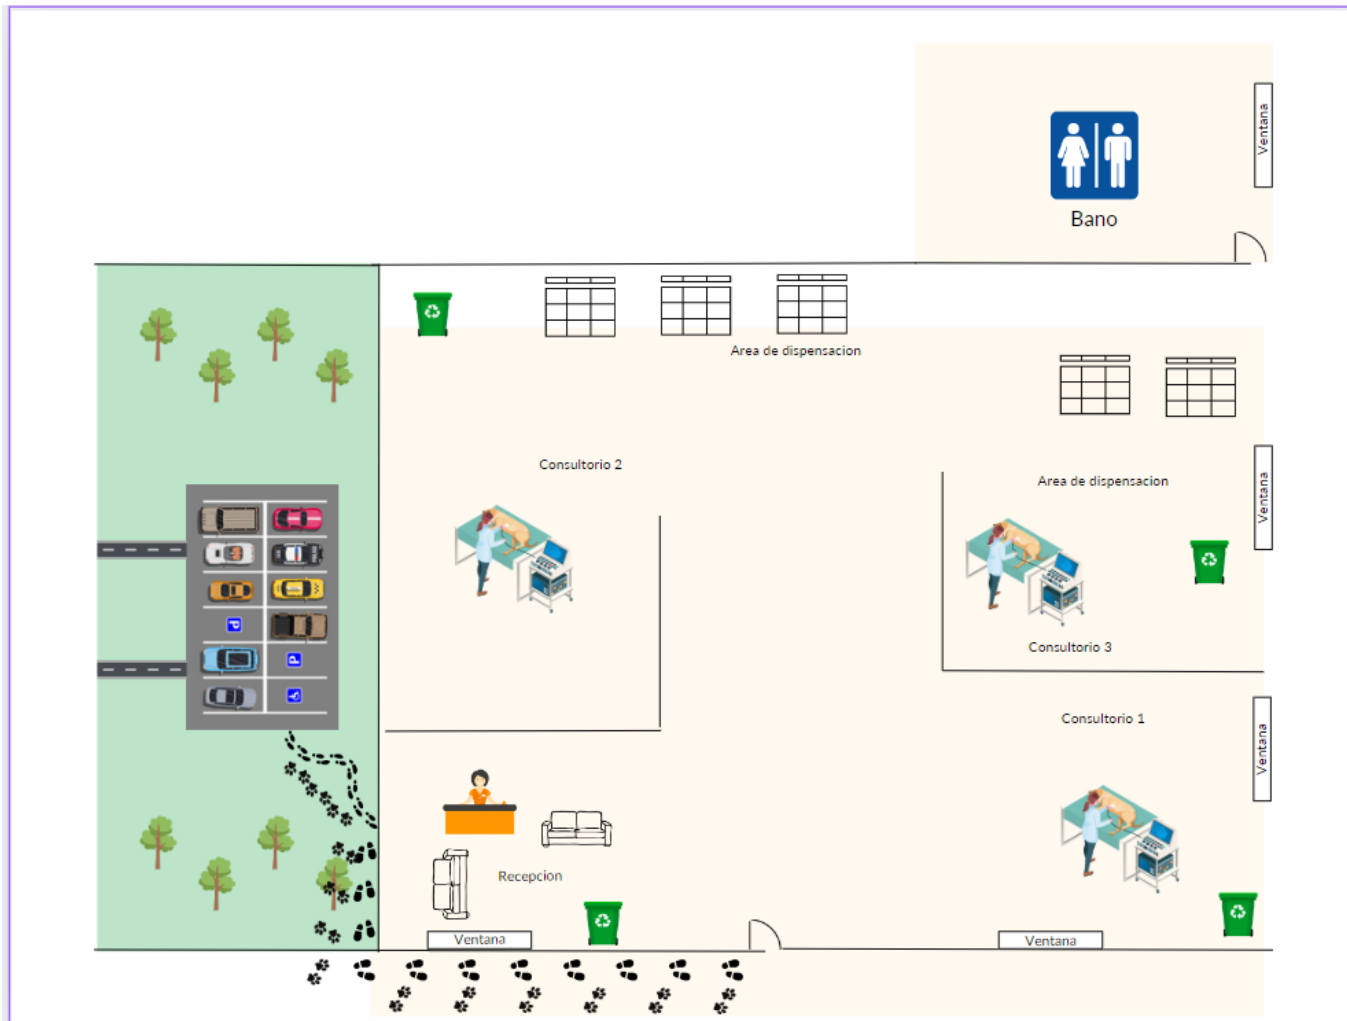 Ventana
Bano
Area de dispensacion
Consultorio 2
Area de dispensacion
Ventana
P
P
Consultorio 3
Consultorio 1
Ventana
Recepcion
Ventana
Ventana